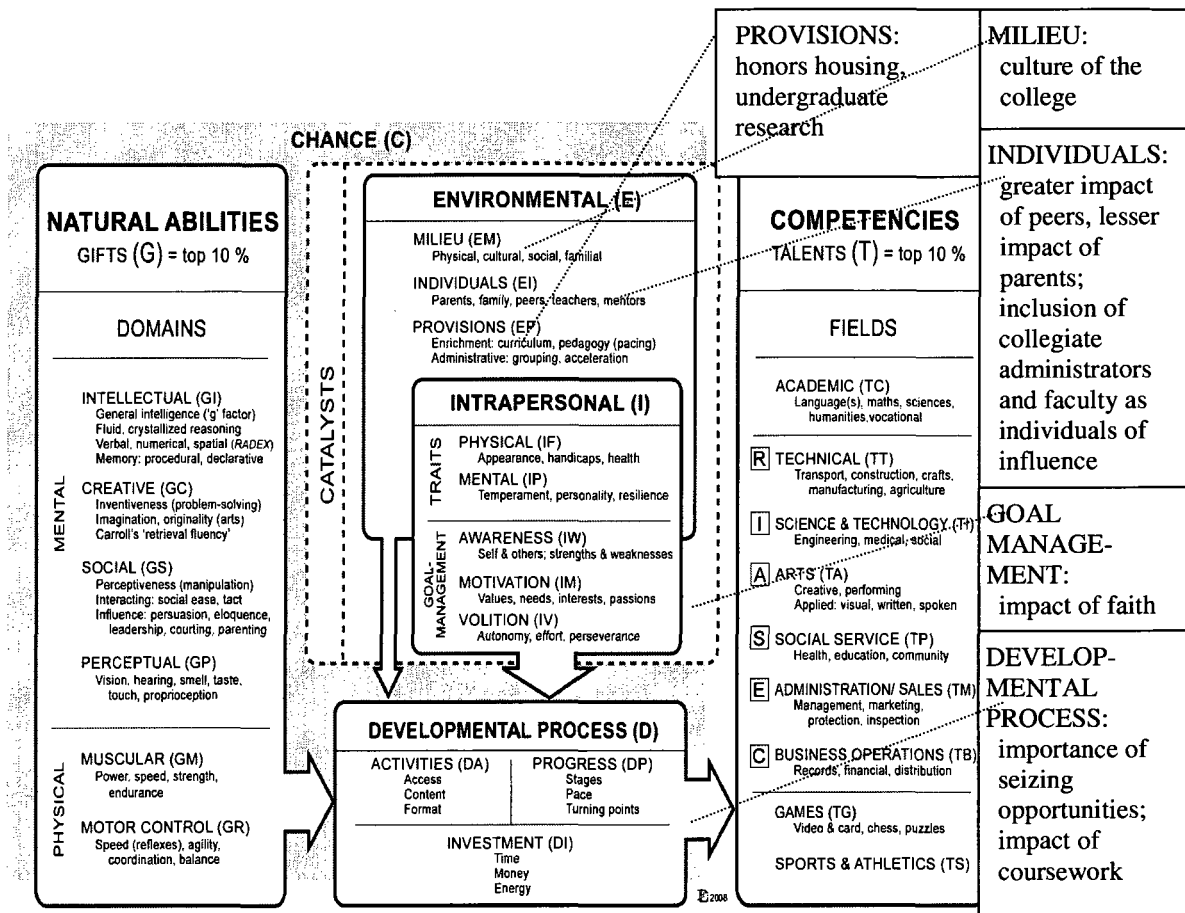 PROVISIONS:
honors housing,
undergraduate
research
MILIEU:
culture of the
college
INDIVIDUALS:
greater impact
of peers, lesser
impact of
parents;
inclusion of
collegiate
administrators
and faculty as
individuals of
influence
GOAL
MANAGE-
MENT:
impact of faith
DEVELOP-
MENTAL
PROCESS:
importance of
seizing
opportunities;
impact of
coursework
CHANCE (C)
NATURAL ABILITIES
GIFTS (G) = top 10 %
DOMAINS
MENTAL
INTELLECTUAL (GI)
General intelligence ('g' factor)
Fluid, crystallized reasoning
Verbal, numerical, spatial (RADEX)
Memory: procedural, declarative
CREATIVE (GC)
Inventiveness (problem-solving)
Imagination, originality (arts)
Carroll's 'retrieval fluency'
SOCIAL (GS)
Perceptiveness (manipulation)
Interacting: social ease, tact
Influence: persuasion, eloquence,
leadership, courting, parenting
PERCEPTUAL (GP)
Vision, hearing, smell, taste,
touch, proprioception
PHYSICAL
MUSCULAR (GM)
Power, speed, strength,
endurance
MOTOR CONTROL (GR)
Speed (reflexes), agility,
coordination, balance
CATALYSTS
ENVIRONMENTAL (E)
MILIEU (EM)
Physical, cultural, social, familial
INDIVIDUALS (EI)
Parents, family, peers, teachers, mentors
PROVISIONS (EP)
Enrichment: curriculum, pedagogy (pacing)
Administrative: grouping, acceleration
INTRAPERSONAL (I)
TRAITS
PHYSICAL (IF)
Appearance, handicaps, health
MENTAL (IP)
Temperament, personality, resilience
GOAL-
MANAGEMENT
AWARENESS (IW)
Self & others; strengths & weaknesses
MOTIVATION (IM)
Values, needs, interests, passions
VOLITION (IV)
Autonomy, effort, perseverance
DEVELOPMENTAL PROCESS (D)
ACTIVITIES (DA)
Access
Content
Format
PROGRESS (DP)
Stages
Pace
Turning points
INVESTMENT (DI)
Time
Money
Energy
2008
COMPETENCIES
TALENTS (T) = top 10 %
FIELDS
ACADEMIC (TC)
Language(s), maths, sciences,
humanities, vocational
R TECHNICAL (TT)
Transport, construction, crafts,
manufacturing, agriculture
I SCIENCE & TECHNOLOGY (TI)
Engineering, medical, social
A ARTS (TA)
Creative, performing
Applied: visual, written, spoken
S SOCIAL SERVICE (TP)
Health, education, community
E ADMINISTRATION/ SALES (TM)
Management, marketing,
protection, inspection
C BUSINESS OPERATIONS (TB)
Records, financial, distribution
GAMES (TG)
Video & card, chess, puzzles
SPORTS & ATHLETICS (TS)